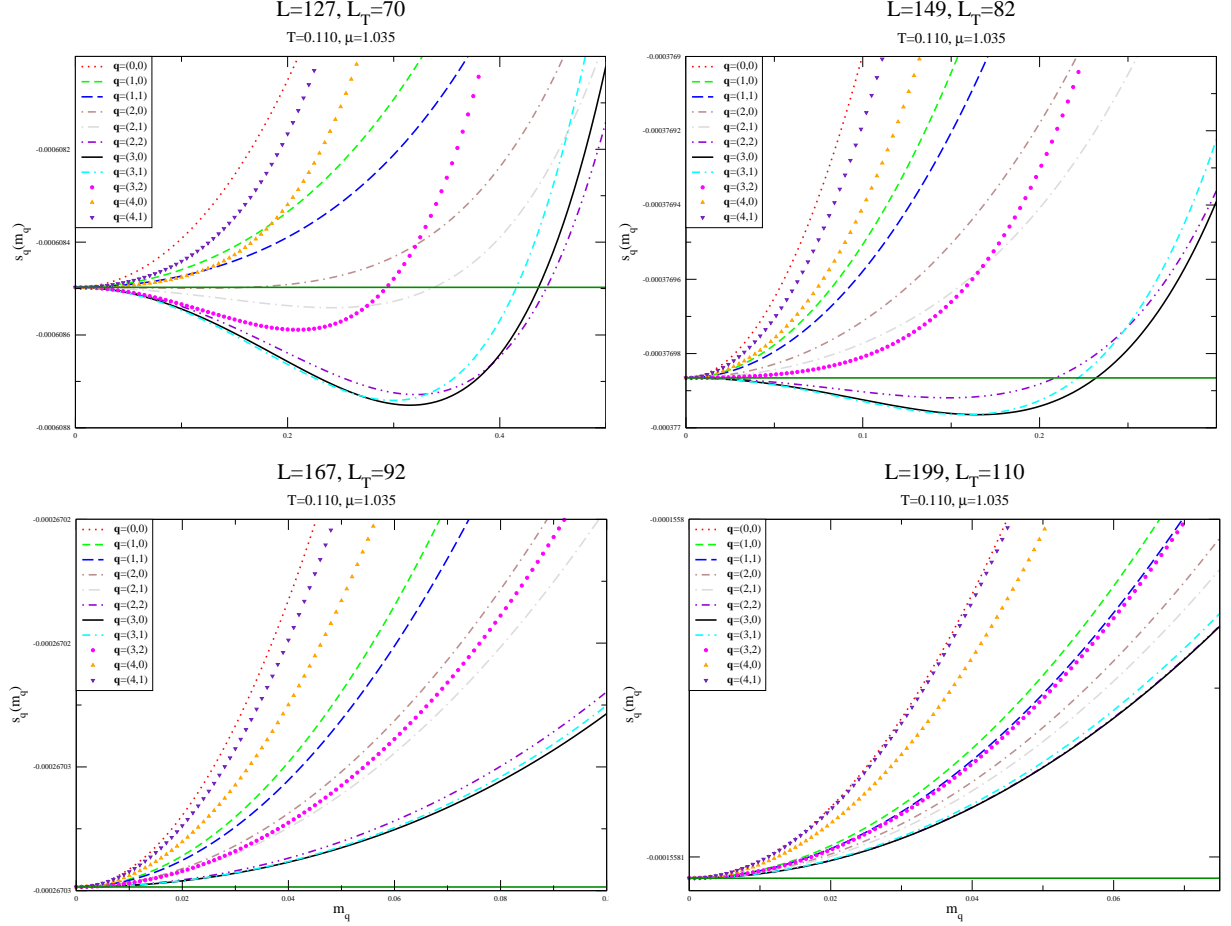 L=127, L_T=70
T=0.110, μ=1.035
-0.0006082
-0.0006084
-0.0006086
-0.0006088
s_q(m_q)
q=(0,0)
q=(1,0)
q=(1,1)
q=(2,0)
q=(2,1)
q=(2,2)
q=(3,0)
q=(3,1)
q=(3,2)
q=(4,0)
q=(4,1)
0
0.2
0.4
L=149, L_T=82
T=0.110, μ=1.035
-0.0003769
-0.00037692
-0.00037694
-0.00037696
-0.00037698
-0.000377
s_q(m_q)
q=(0,0)
q=(1,0)
q=(1,1)
q=(2,0)
q=(2,1)
q=(2,2)
q=(3,0)
q=(3,1)
q=(3,2)
q=(4,0)
q=(4,1)
0
0.1
0.2
L=167, L_T=92
T=0.110, μ=1.035
-0.00026702
-0.00026702
-0.00026703
-0.00026703
s_q(m_q)
q=(0,0)
q=(1,0)
q=(1,1)
q=(2,0)
q=(2,1)
q=(2,2)
q=(3,0)
q=(3,1)
q=(3,2)
q=(4,0)
q=(4,1)
0
0.02
0.04
0.06
0.08
m_q
L=199, L_T=110
T=0.110, μ=1.035
-0.0001558
-0.00015581
s_q(m_q)
q=(0,0)
q=(1,0)
q=(1,1)
q=(2,0)
q=(2,1)
q=(2,2)
q=(3,0)
q=(3,1)
q=(3,2)
q=(4,0)
q=(4,1)
0
0.02
0.04
0.06
m_q